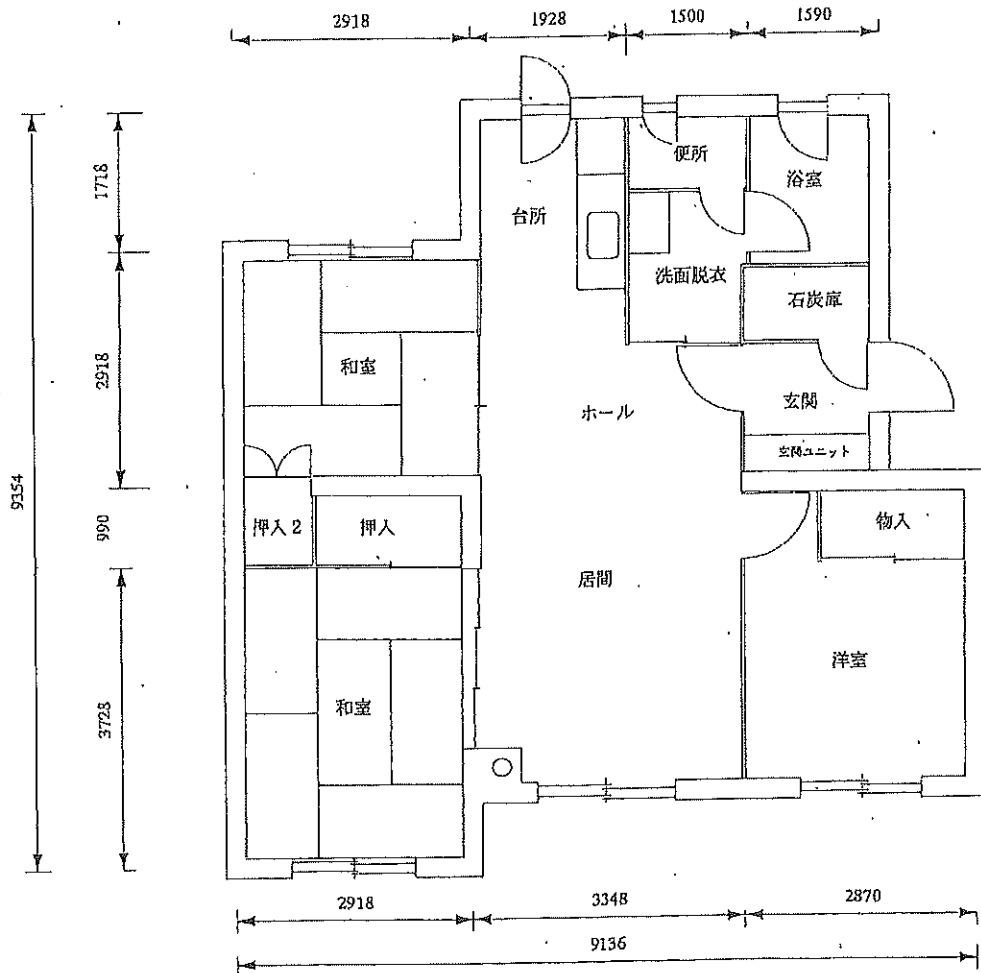 2918
1928
1500
1590
9354
1718
2918
990
3728
便所
浴室
台所
洗面脱衣
石炭庫
和室
ホール
玄関
玄関ユニット
押入2
押入
物入
居間
洋室
和室
2918
3348
2870
9136